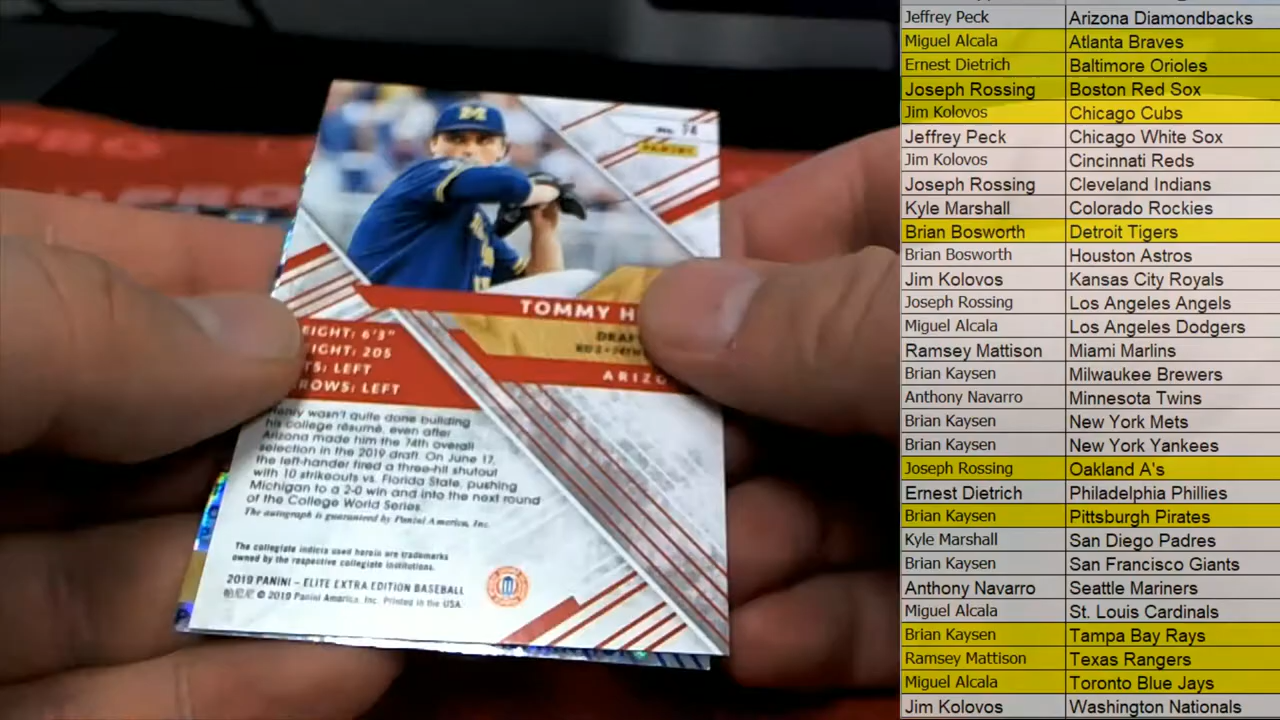 M
No. 74
PANINI
TOMMY H
DRAF
ARIZO
EIGHT: 6'3"
IGHT: 205
TS: LEFT
ROWS: LEFT
Henry wasn't quite done building
his college résumé, even after
Arizona made him the 74th overall
selection in the 2019 draft. On June 17,
the left-hander fired a three-hit shutout
with 10 strikeouts vs. Florida State, pushing
Michigan to a 2-0 win and into the next round
of the College World Series.
The autograph is guaranteed by Panini America, Inc.
The collegiate indicia used herein are trademarks
owned by the respective collegiate institutions.
2019 PANINI – ELITE EXTRA EDITION BASEBALL
© 2019 Panini America, Inc. Printed in the USA.
Jeffrey Peck Arizona Diamondbacks
Miguel Alcala Atlanta Braves
Ernest Dietrich Baltimore Orioles
Joseph Rossing Boston Red Sox
Jim Kolovos Chicago Cubs
Jeffrey Peck Chicago White Sox
Jim Kolovos Cincinnati Reds
Joseph Rossing Cleveland Indians
Kyle Marshall Colorado Rockies
Brian Bosworth Detroit Tigers
Brian Bosworth Houston Astros
Jim Kolovos Kansas City Royals
Joseph Rossing Los Angeles Angels
Miguel Alcala Los Angeles Dodgers
Ramsey Mattison Miami Marlins
Brian Kaysen Milwaukee Brewers
Anthony Navarro Minnesota Twins
Brian Kaysen New York Mets
Brian Kaysen New York Yankees
Joseph Rossing Oakland A's
Ernest Dietrich Philadelphia Phillies
Brian Kaysen Pittsburgh Pirates
Kyle Marshall San Diego Padres
Brian Kaysen San Francisco Giants
Anthony Navarro Seattle Mariners
Miguel Alcala St. Louis Cardinals
Brian Kaysen Tampa Bay Rays
Ramsey Mattison Texas Rangers
Miguel Alcala Toronto Blue Jays
Jim Kolovos Washington Nationals